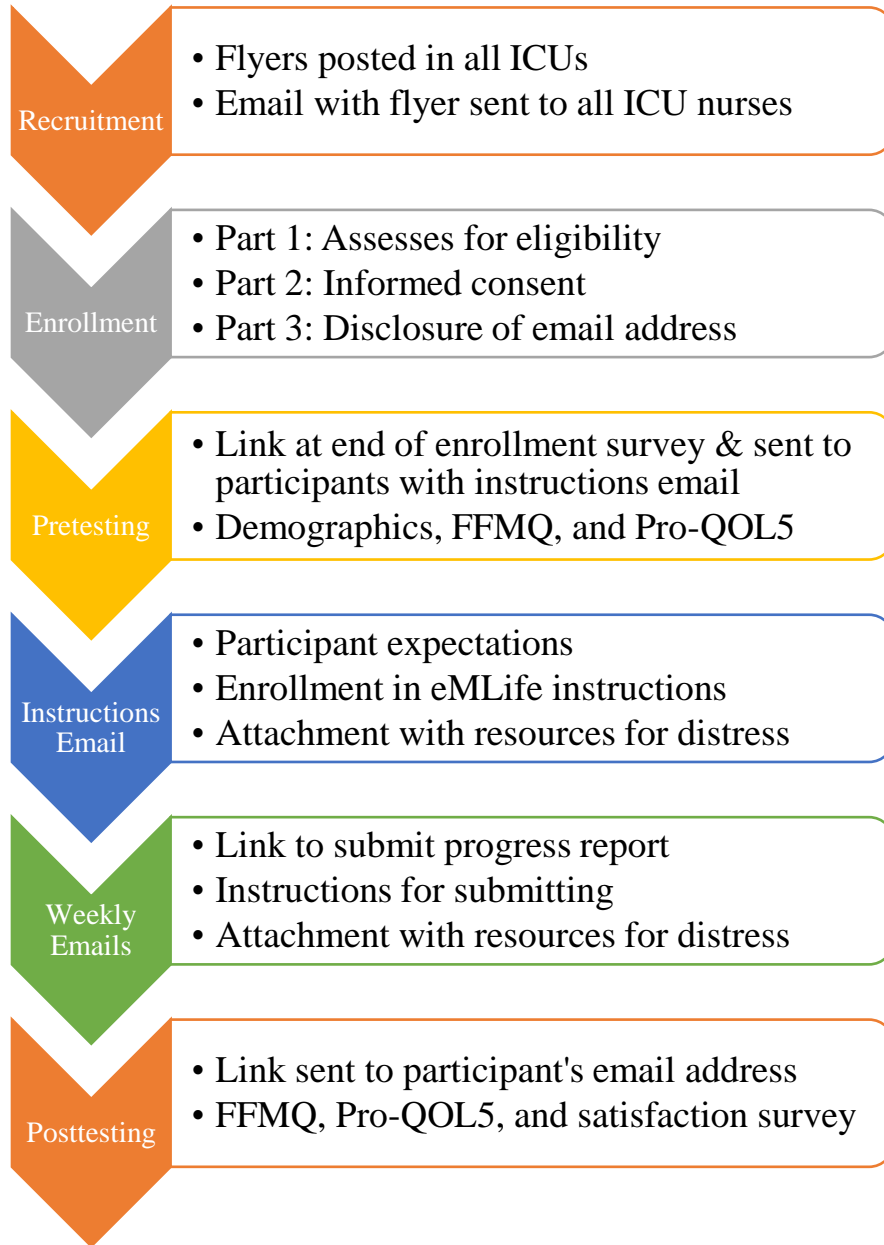 Recruitment
• Flyers posted in all ICUs
• Email with flyer sent to all ICU nurses
Enrollment
• Part 1: Assesses for eligibility
• Part 2: Informed consent
• Part 3: Disclosure of email address
Pretesting
• Link at end of enrollment survey & sent to
participants with instructions email
• Demographics, FFMQ, and Pro-QOL5
Instructions
Email
• Participant expectations
• Enrollment in eMLife instructions
• Attachment with resources for distress
Weekly
Emails
• Link to submit progress report
• Instructions for submitting
• Attachment with resources for distress
Posttesting
• Link sent to participant's email address
• FFMQ, Pro-QOL5, and satisfaction survey